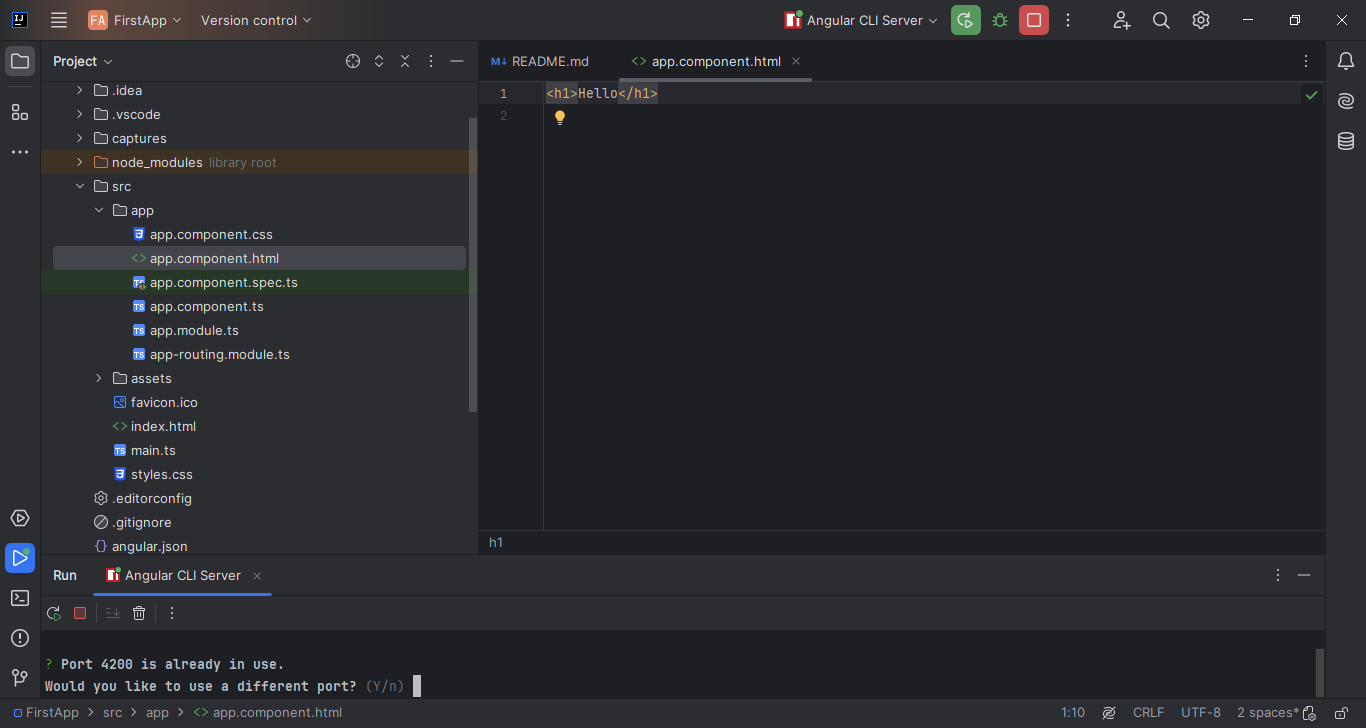 FA FirstApp Version control Angular CLI Server
Project
README.md app.component.html
.idea
.vscode
captures
node_modules library root
src
app
app.component.css
app.component.html
app.component.spec.ts
app.component.ts
app.module.ts
app-routing.module.ts
assets
favicon.ico
index.html
main.ts
styles.css
.editorconfig
.gitignore
angular.json
1 <h1>Hello</h1>
2
h1
Run Angular CLI Server
? Port 4200 is already in use.
Would you like to use a different port? (Y/n)
FirstApp > src > app > app.component.html 1:10 CRLF UTF-8 2 spaces*